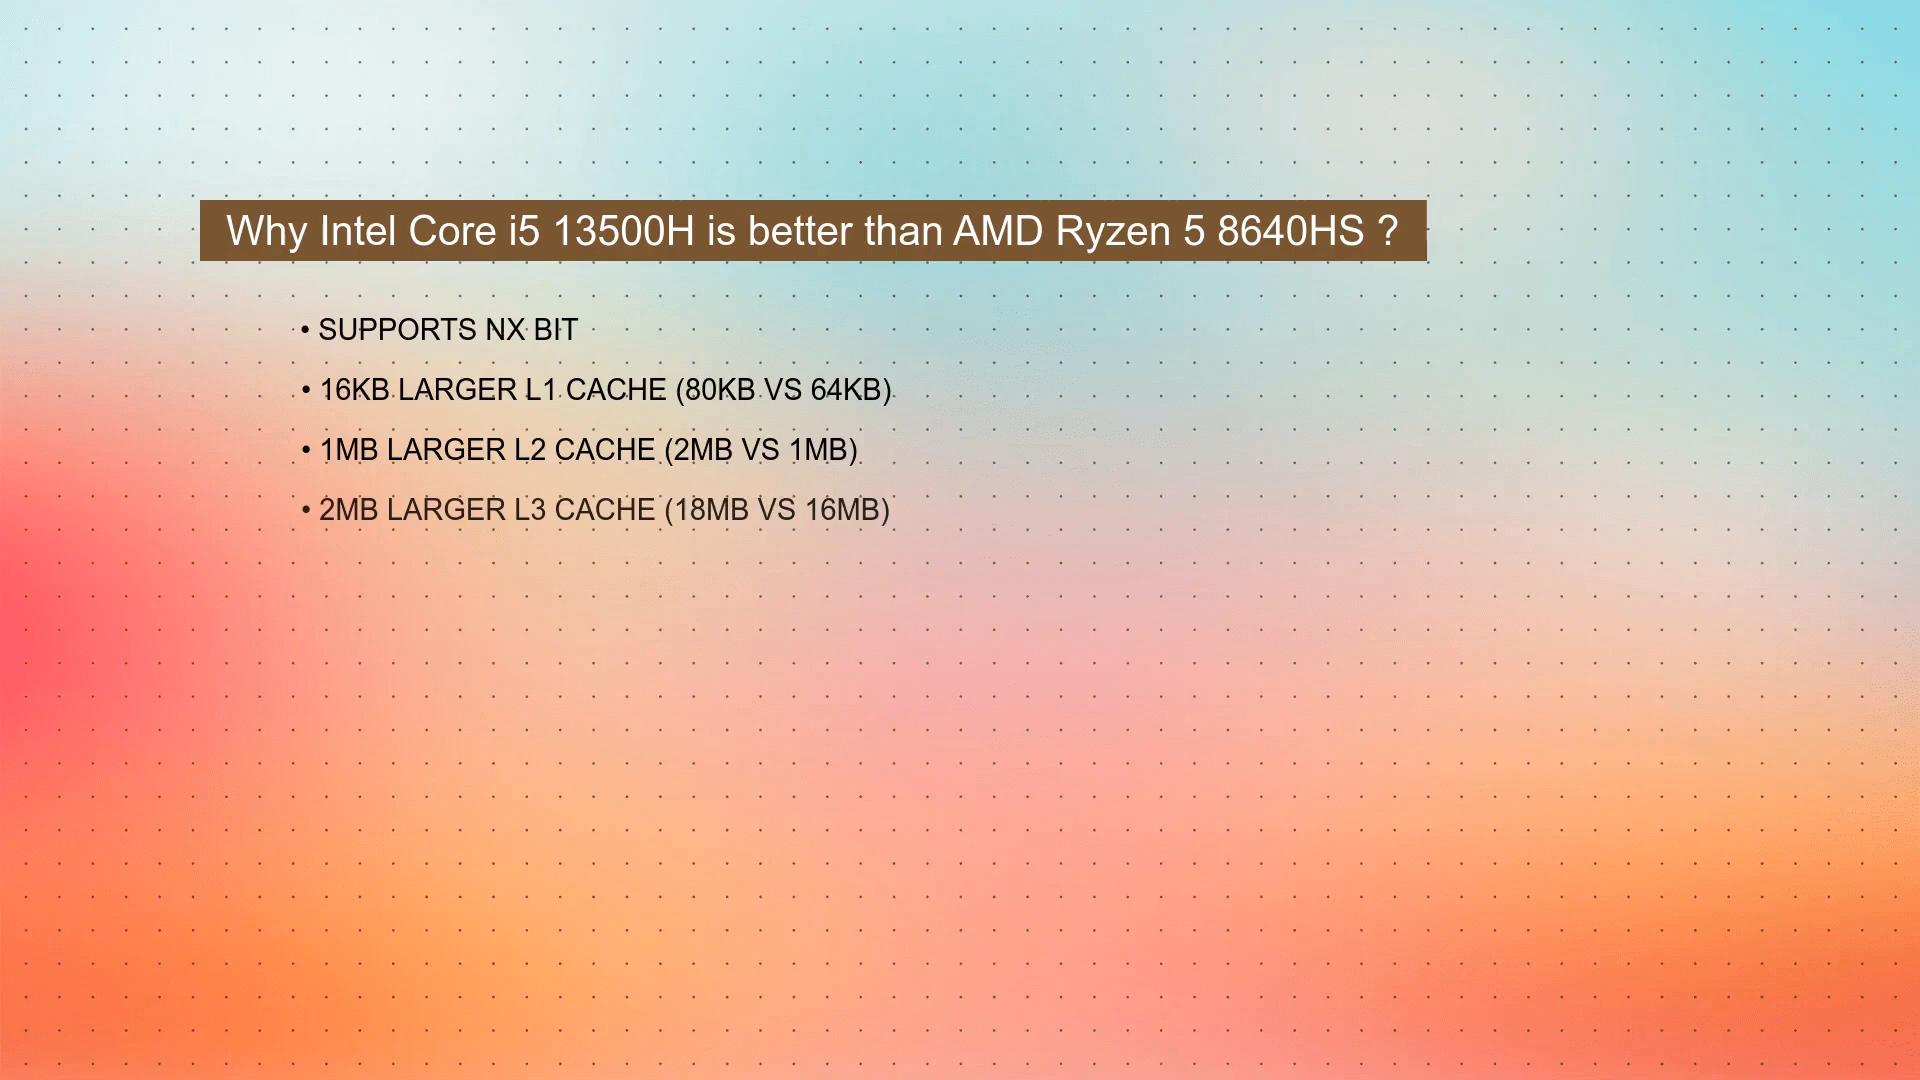 Why Intel Core i5 13500H is better than AMD Ryzen 5 8640HS ?
• SUPPORTS NX BIT
• 16KB LARGER L1 CACHE (80KB VS 64KB)
• 1MB LARGER L2 CACHE (2MB VS 1MB)
• 2MB LARGER L3 CACHE (18MB VS 16MB)